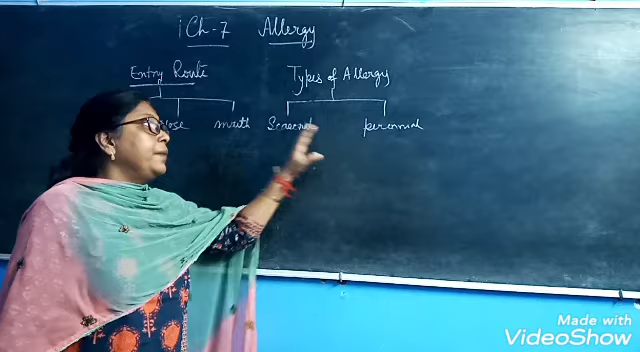 Ch-7 Allergy
Entry Route Types of Allergy
mouth perennial
Made with
VideoShow